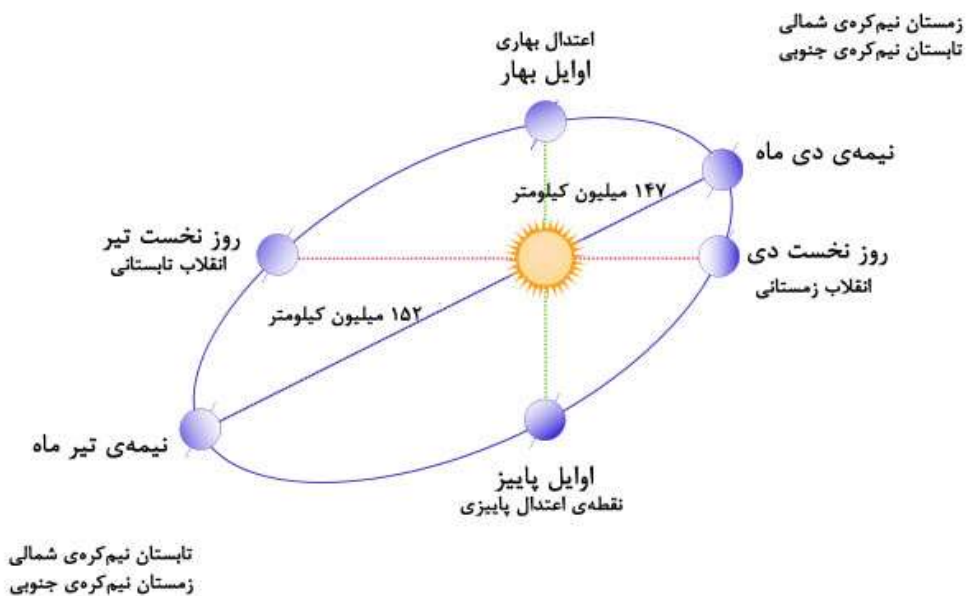 زمستان نیم‌کره‌ی شمالی
تابستان نیم‌کره‌ی جنوبی
اعتدال بهاری
اوایل بهار
نیمه‌ی دی ماه
۱۴۷ میلیون کیلومتر
روز نخست تیر
انقلاب تابستانی
روز نخست دی
انقلاب زمستانی
۱۵۲ میلیون کیلومتر
نیمه‌ی تیر ماه
اوایل پاییز
نقطه‌ی اعتدال پاییزی
تابستان نیم‌کره‌ی شمالی
زمستان نیم‌کره‌ی جنوبی